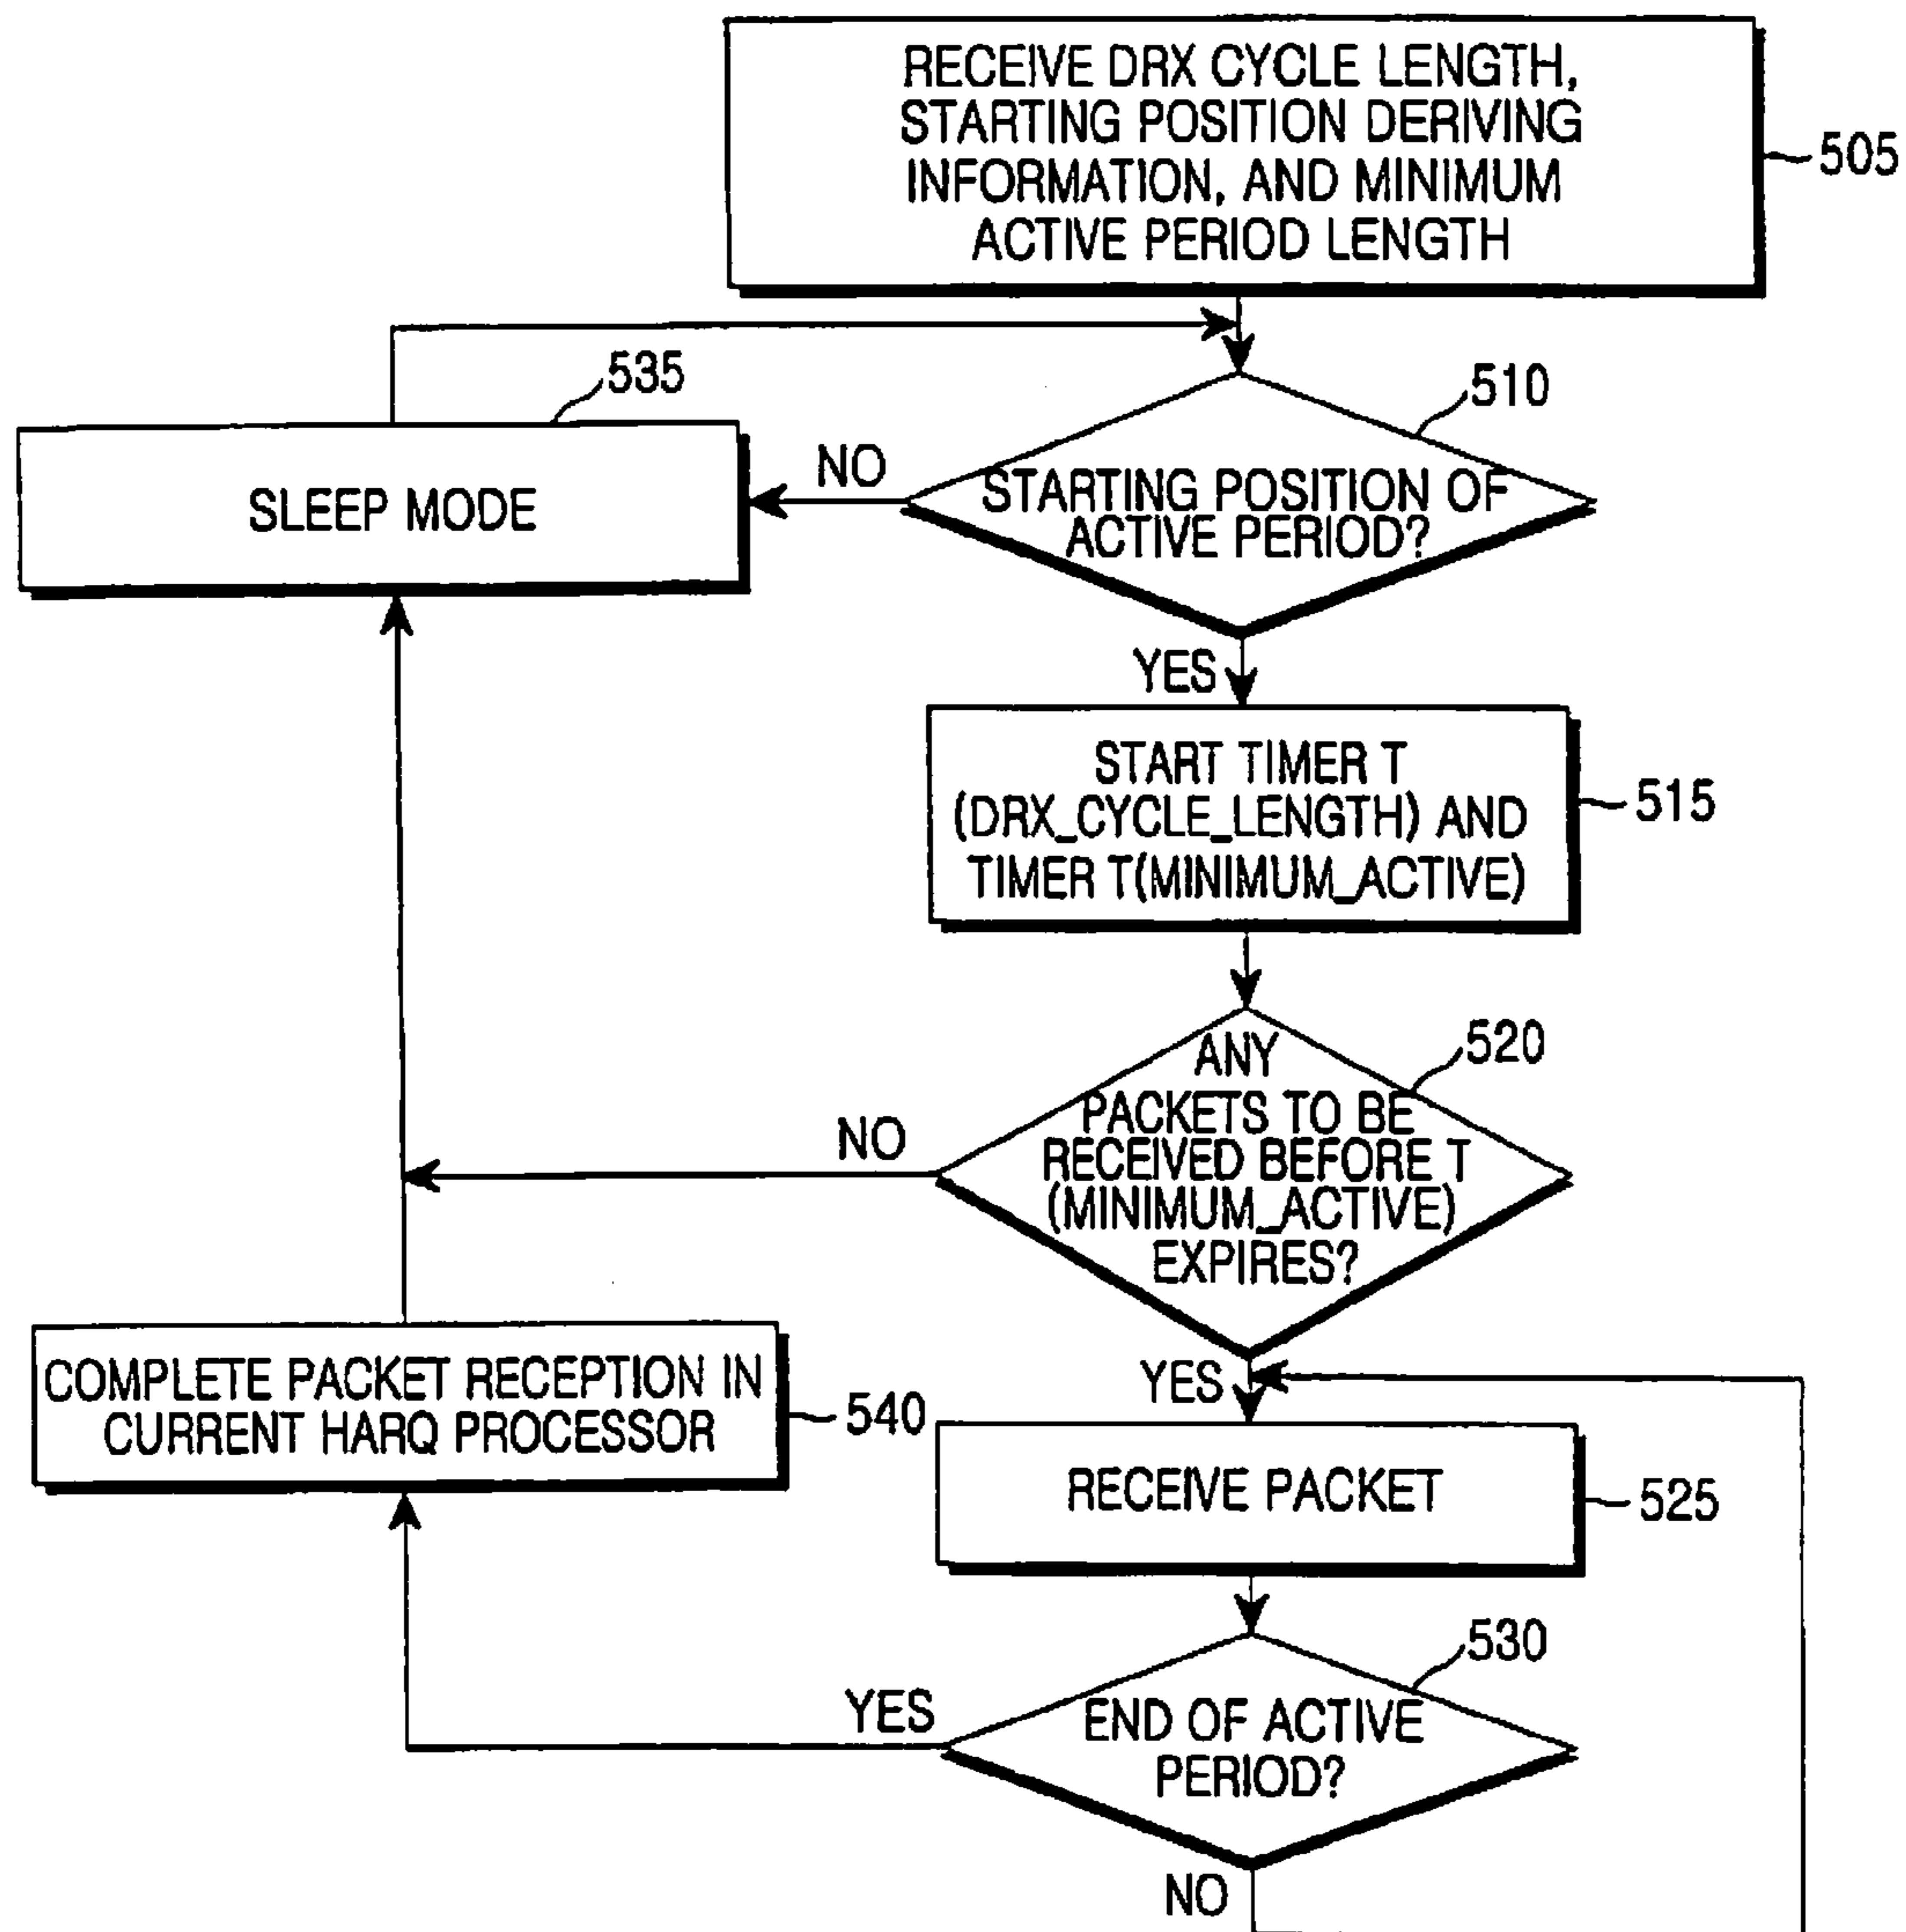 RECEIVE DRX CYCLE LENGTH,
STARTING POSITION DERIVING
INFORMATION, AND MINIMUM
ACTIVE PERIOD LENGTH
505
535
510
SLEEP MODE
NO
STARTING POSITION OF
ACTIVE PERIOD?
YES
START TIMER T
(DRX_CYCLE_LENGTH) AND
TIMER T(MINIMUM_ACTIVE)
515
ANY
PACKETS TO BE
RECEIVED BEFORE T
(MINIMUM_ACTIVE)
EXPIRES?
520
NO
YES
COMPLETE PACKET RECEPTION IN
CURRENT HARQ PROCESSOR
540
RECEIVE PACKET
525
530
YES
END OF ACTIVE
PERIOD?
NO